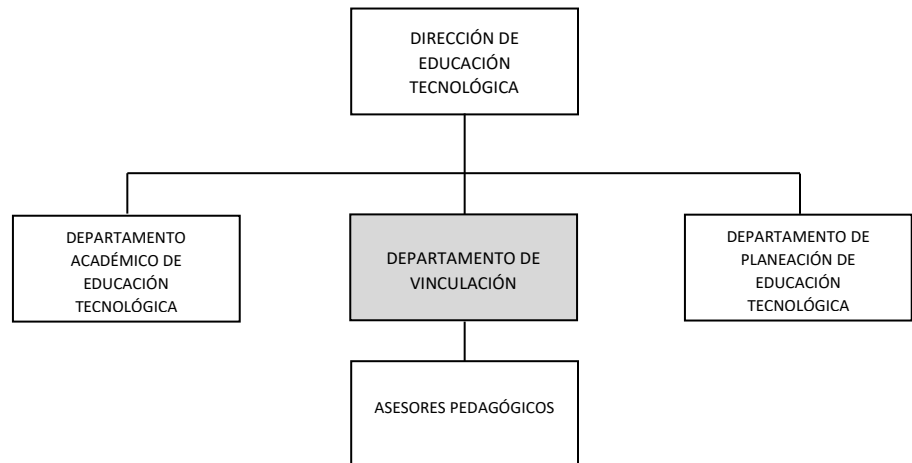 DIRECCIÓN DE
EDUCACIÓN
TECNOLÓGICA
DEPARTAMENTO
ACADÉMICO DE
EDUCACIÓN
TECNOLÓGICA
DEPARTAMENTO DE
VINCULACIÓN
DEPARTAMENTO DE
PLANEACIÓN DE
EDUCACIÓN
TECNOLÓGICA
ASESORES PEDAGÓGICOS